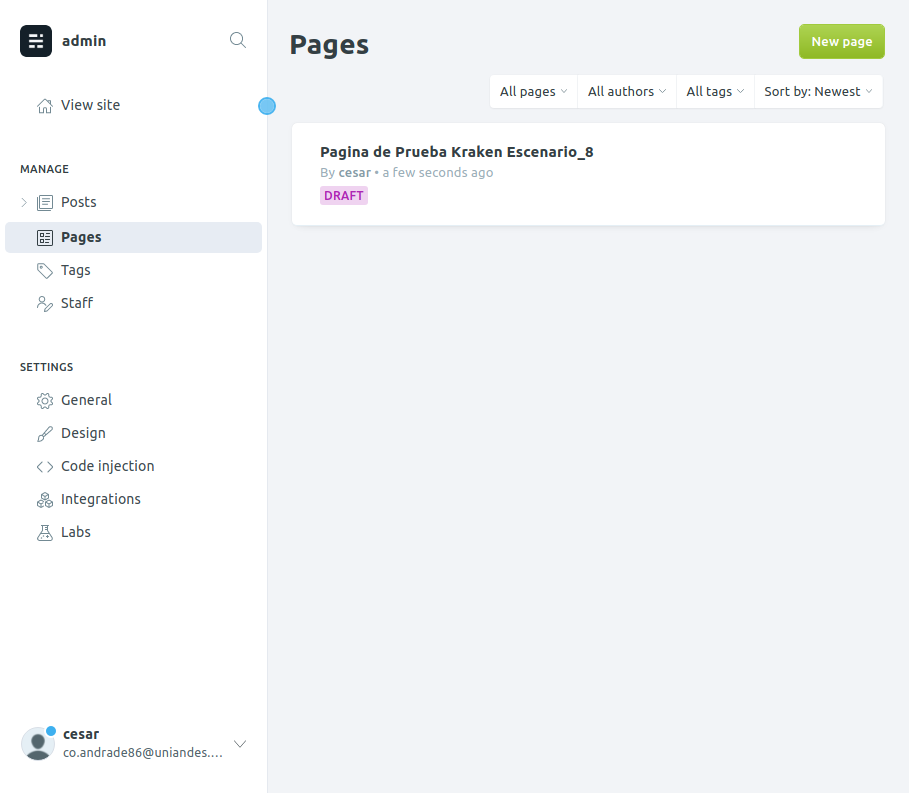 admin
View site
MANAGE
Posts
Pages
Tags
Staff
SETTINGS
General
Design
Code injection
Integrations
Labs
cesar
co.andrade86@uniandes....
Pages
New page
All pages
All authors
All tags
Sort by: Newest
Pagina de Prueba Kraken Escenario_8
By cesar • a few seconds ago
DRAFT